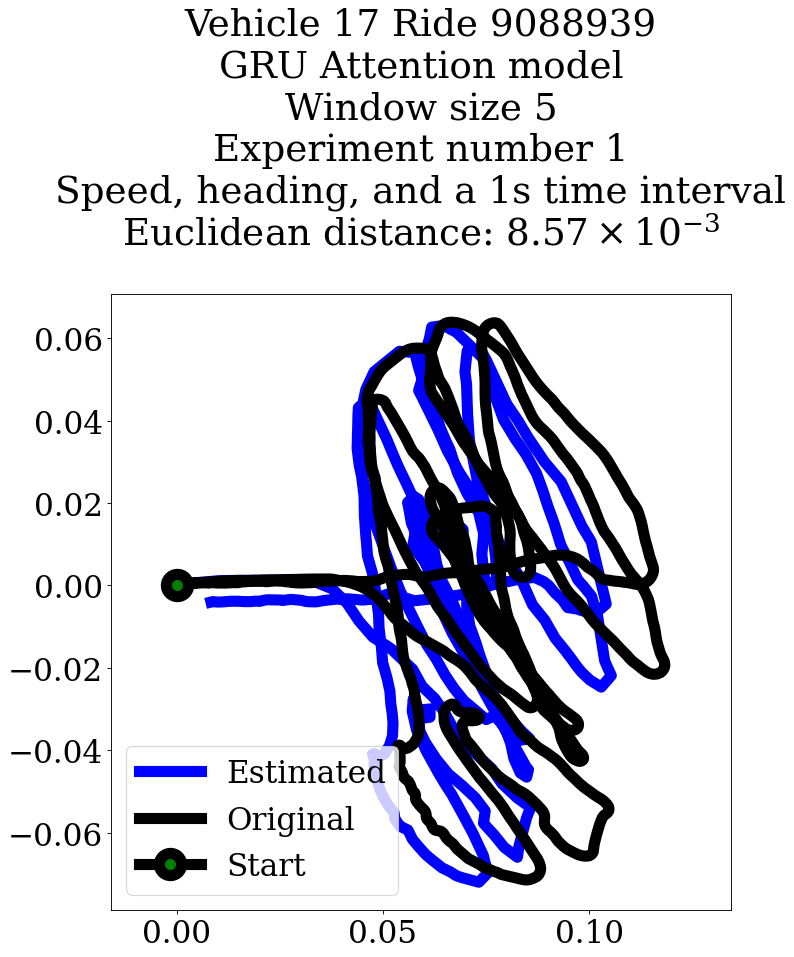 Vehicle 17 Ride 9088939
GRU Attention model
Window size 5
Experiment number 1
Speed, heading, and a 1s time interval
Euclidean distance: 8.57 × 10⁻³
0.06
0.04
0.02
0.00
−0.02
−0.04
−0.06
Estimated
Original
Start
0.00 0.05 0.10